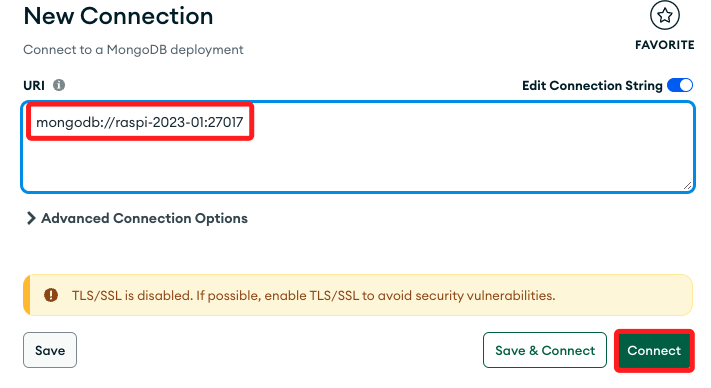 New Connection
Connect to a MongoDB deployment
FAVORITE
URI
Edit Connection String
mongodb://raspi-2023-01:27017
Advanced Connection Options
TLS/SSL is disabled. If possible, enable TLS/SSL to avoid security vulnerabilities.
Save
Save & Connect
Connect